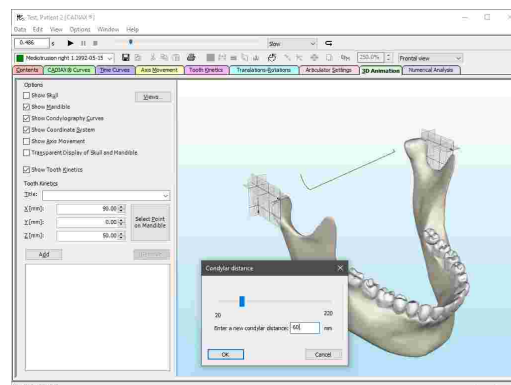 Test, Patient 2 [CADIAX®]
Data Edit View Options Window Help
0.486 s Slow
Mediotrusion right 1 1992-05-15 250.0% Frontal view
Contents CADIAX® Curves Time Curves Axis Movement Tooth Kinetics Translations-Rotations Articulator Settings 3D Animation Numerical Analysis
Options
Show Skull Views...
Show Mandible
Show Condylography Curves
Show Coordinate System
Show Axis Movement
Transparent Display of Skull and Mandible
Show Tooth Kinetics
Tooth Kinetics
Title:
X [mm]: 90.00
Y [mm]: 0.00 Select Point on Mandible
Z [mm]: 50.00
Add
Condylar distance
20 220
Enter a new condylar distance: 60 mm
OK Cancel